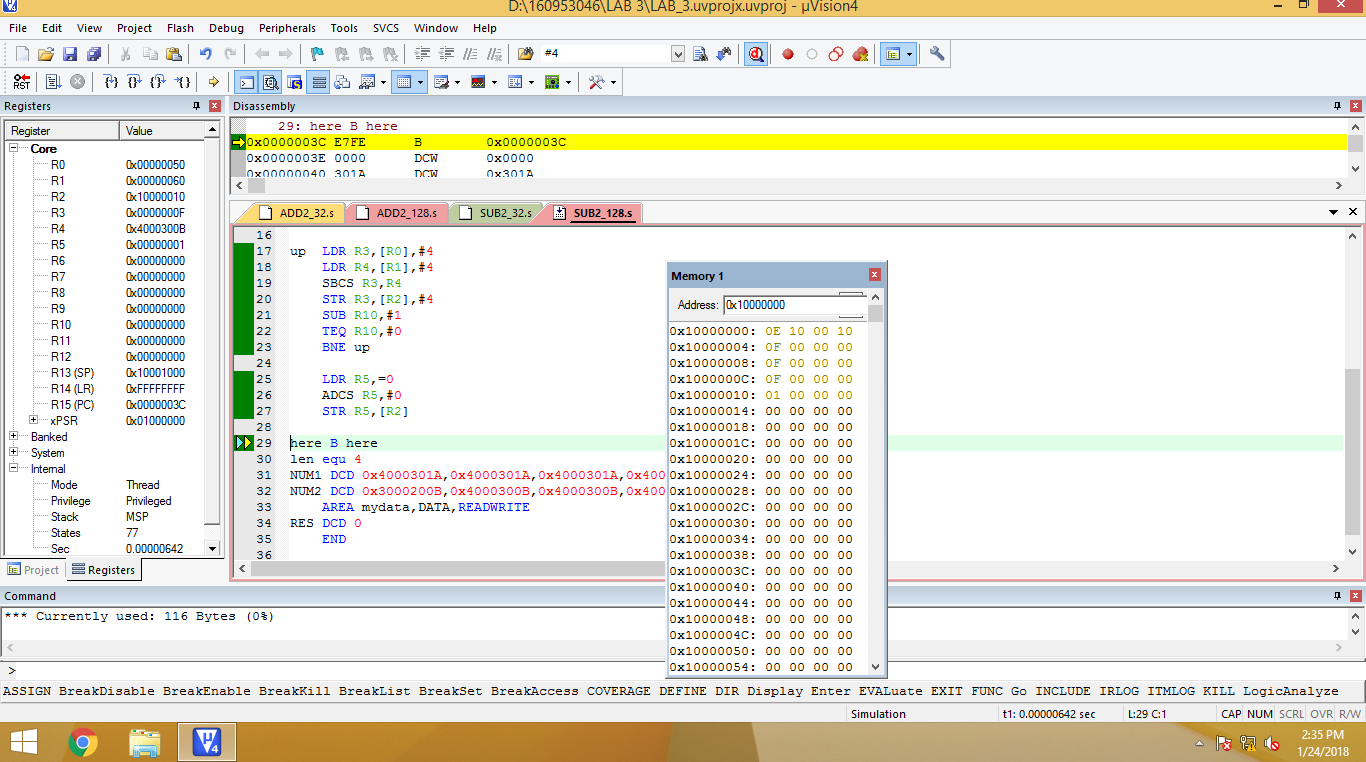 D:\160953046\LAB 3\LAB_3.uvprojx.uvproj - µVision4
File Edit View Project Flash Debug Peripherals Tools SVCS Window Help
#4
RST
Registers
Register Value
Core
R0 0x00000050
R1 0x00000060
R2 0x10000010
R3 0x0000000F
R4 0x4000300B
R5 0x00000001
R6 0x00000000
R7 0x00000000
R8 0x00000000
R9 0x00000000
R10 0x00000000
R11 0x00000000
R12 0x00000000
R13 (SP) 0x10001000
R14 (LR) 0xFFFFFFFF
R15 (PC) 0x0000003C
xPSR 0x01000000
Banked
System
Internal
Mode Thread
Privilege Privileged
Stack MSP
States 77
Sec 0.00000642
Project Registers
Disassembly
29: here B here
0x0000003C E7FE B 0x0000003C
0x0000003E 0000 DCW 0x0000
0x00000040 301A DCW 0x301A
ADD2_32.s ADD2_128.s SUB2_32.s SUB2_128.s
16
17 up LDR R3,[R0],#4
18 LDR R4,[R1],#4
19 SBCS R3,R4
20 STR R3,[R2],#4
21 SUB R10,#1
22 TEQ R10,#0
23 BNE up
24
25 LDR R5,=0
26 ADCS R5,#0
27 STR R5,[R2]
28
29 here B here
30 len equ 4
31 NUM1 DCD 0x4000301A,0x4000301A,0x4000301A,0x400
32 NUM2 DCD 0x3000200B,0x4000300B,0x4000300B,0x400
33 AREA mydata,DATA,READWRITE
34 RES DCD 0
35 END
36
Memory 1
Address: 0x10000000
0x10000000: 0E 10 00 10
0x10000004: 0F 00 00 00
0x10000008: 0F 00 00 00
0x1000000C: 0F 00 00 00
0x10000010: 01 00 00 00
0x10000014: 00 00 00 00
0x10000018: 00 00 00 00
0x1000001C: 00 00 00 00
0x10000020: 00 00 00 00
0x10000024: 00 00 00 00
0x10000028: 00 00 00 00
0x1000002C: 00 00 00 00
0x10000030: 00 00 00 00
0x10000034: 00 00 00 00
0x10000038: 00 00 00 00
0x1000003C: 00 00 00 00
0x10000040: 00 00 00 00
0x10000044: 00 00 00 00
0x10000048: 00 00 00 00
0x1000004C: 00 00 00 00
0x10000050: 00 00 00 00
0x10000054: 00 00 00 00
Command
*** Currently used: 116 Bytes (0%)
>
ASSIGN BreakDisable BreakEnable BreakKill BreakList BreakSet BreakAccess COVERAGE DEFINE DIR Display Enter EVALuate EXIT FUNC Go INCLUDE IRLOG ITMLOG KILL LogicAnalyze
Simulation t1: 0.00000642 sec L:29 C:1 CAP NUM SCRL OVR R/W
2:35 PM
1/24/2018